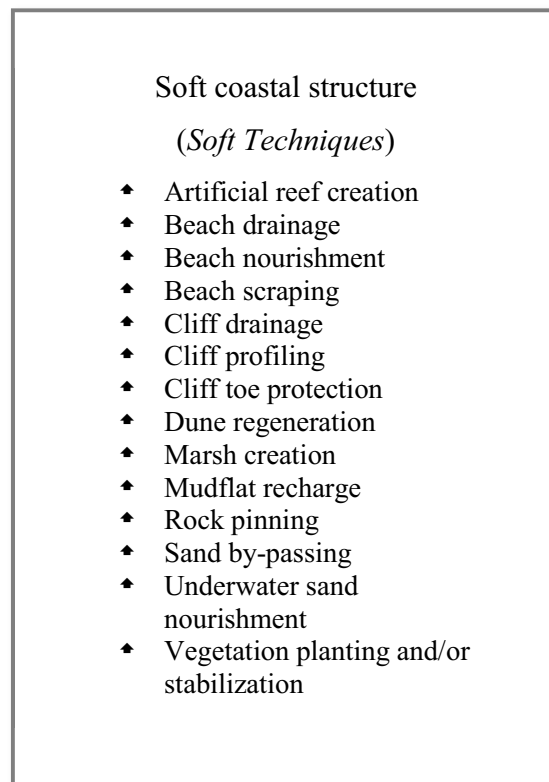 Soft coastal structure
(Soft Techniques)
Artificial reef creation
Beach drainage
Beach nourishment
Beach scraping
Cliff drainage
Cliff profiling
Cliff toe protection
Dune regeneration
Marsh creation
Mudflat recharge
Rock pinning
Sand by-passing
Underwater sand
nourishment
Vegetation planting and/or
stabilization